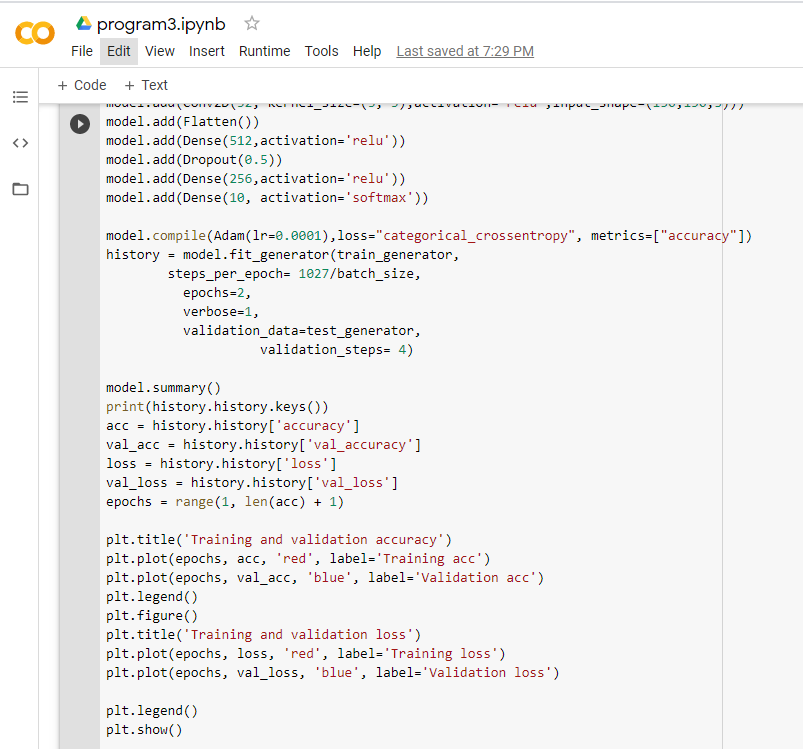 program3.ipynb
File Edit View Insert Runtime Tools Help Last saved at 7:29 PM
+ Code + Text
model.add(Flatten())
model.add(Dense(512,activation='relu'))
model.add(Dropout(0.5))
model.add(Dense(256,activation='relu'))
model.add(Dense(10, activation='softmax'))
model.compile(Adam(lr=0.0001),loss="categorical_crossentropy", metrics=["accuracy"])
history = model.fit_generator(train_generator,
steps_per_epoch= 1027/batch_size,
epochs=2,
verbose=1,
validation_data=test_generator,
validation_steps= 4)
model.summary()
print(history.history.keys())
acc = history.history['accuracy']
val_acc = history.history['val_accuracy']
loss = history.history['loss']
val_loss = history.history['val_loss']
epochs = range(1, len(acc) + 1)
plt.title('Training and validation accuracy')
plt.plot(epochs, acc, 'red', label='Training acc')
plt.plot(epochs, val_acc, 'blue', label='Validation acc')
plt.legend()
plt.figure()
plt.title('Training and validation loss')
plt.plot(epochs, loss, 'red', label='Training loss')
plt.plot(epochs, val_loss, 'blue', label='Validation loss')
plt.legend()
plt.show()